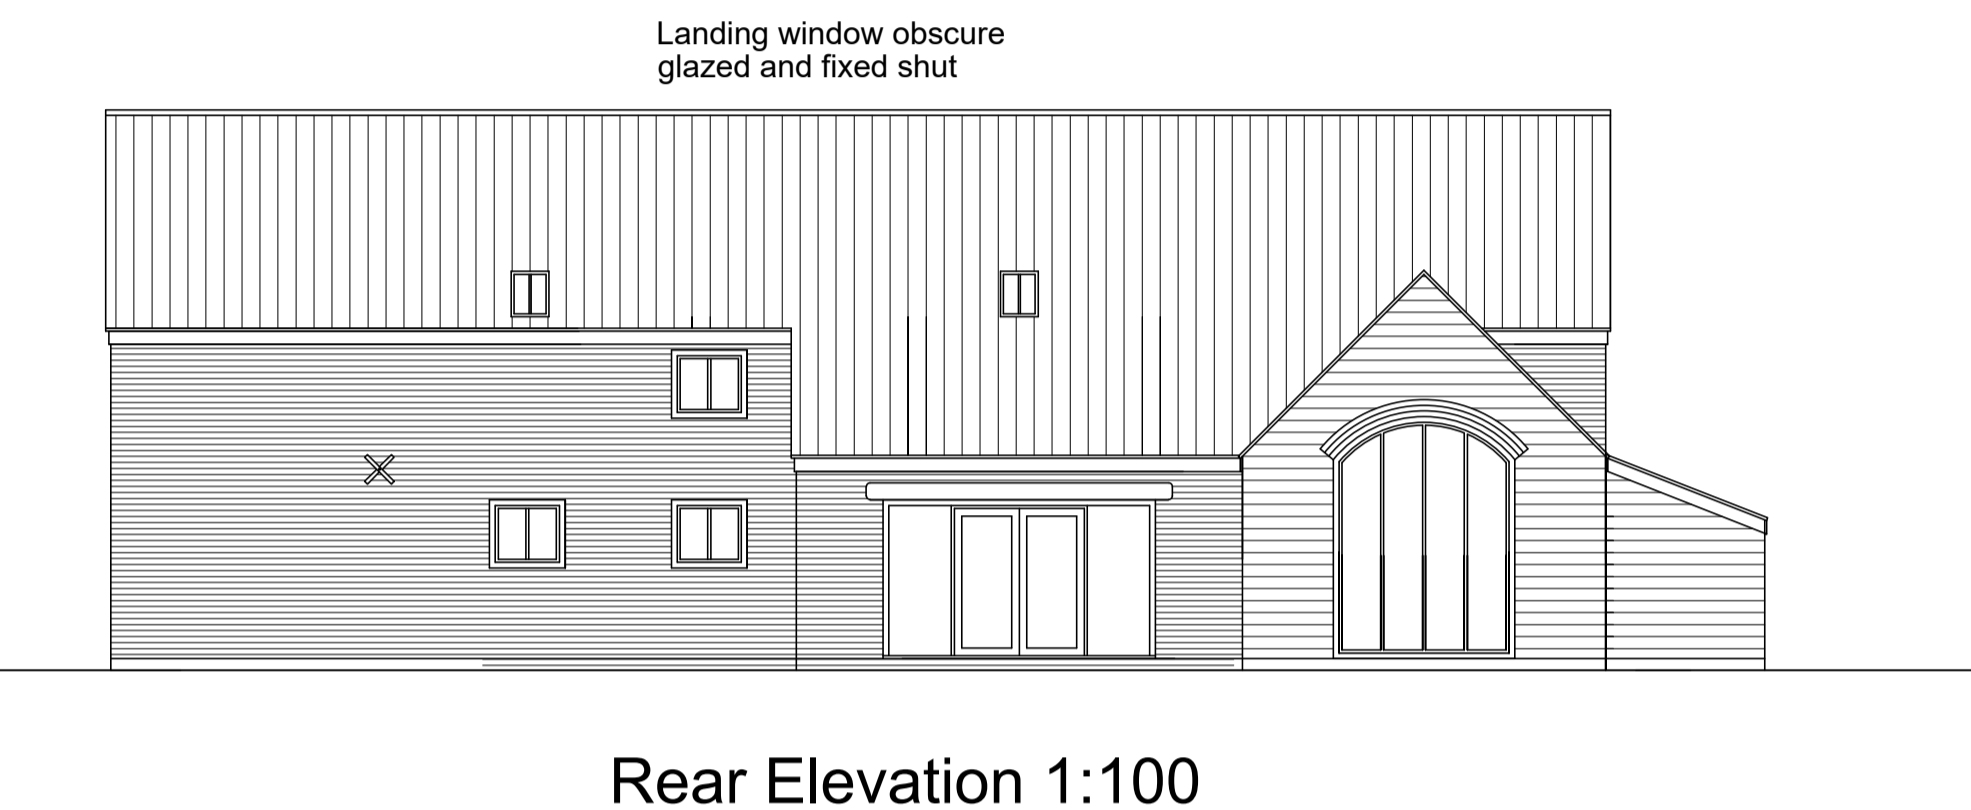 Landing window obscure
glazed and fixed shut
Rear Elevation 1:100